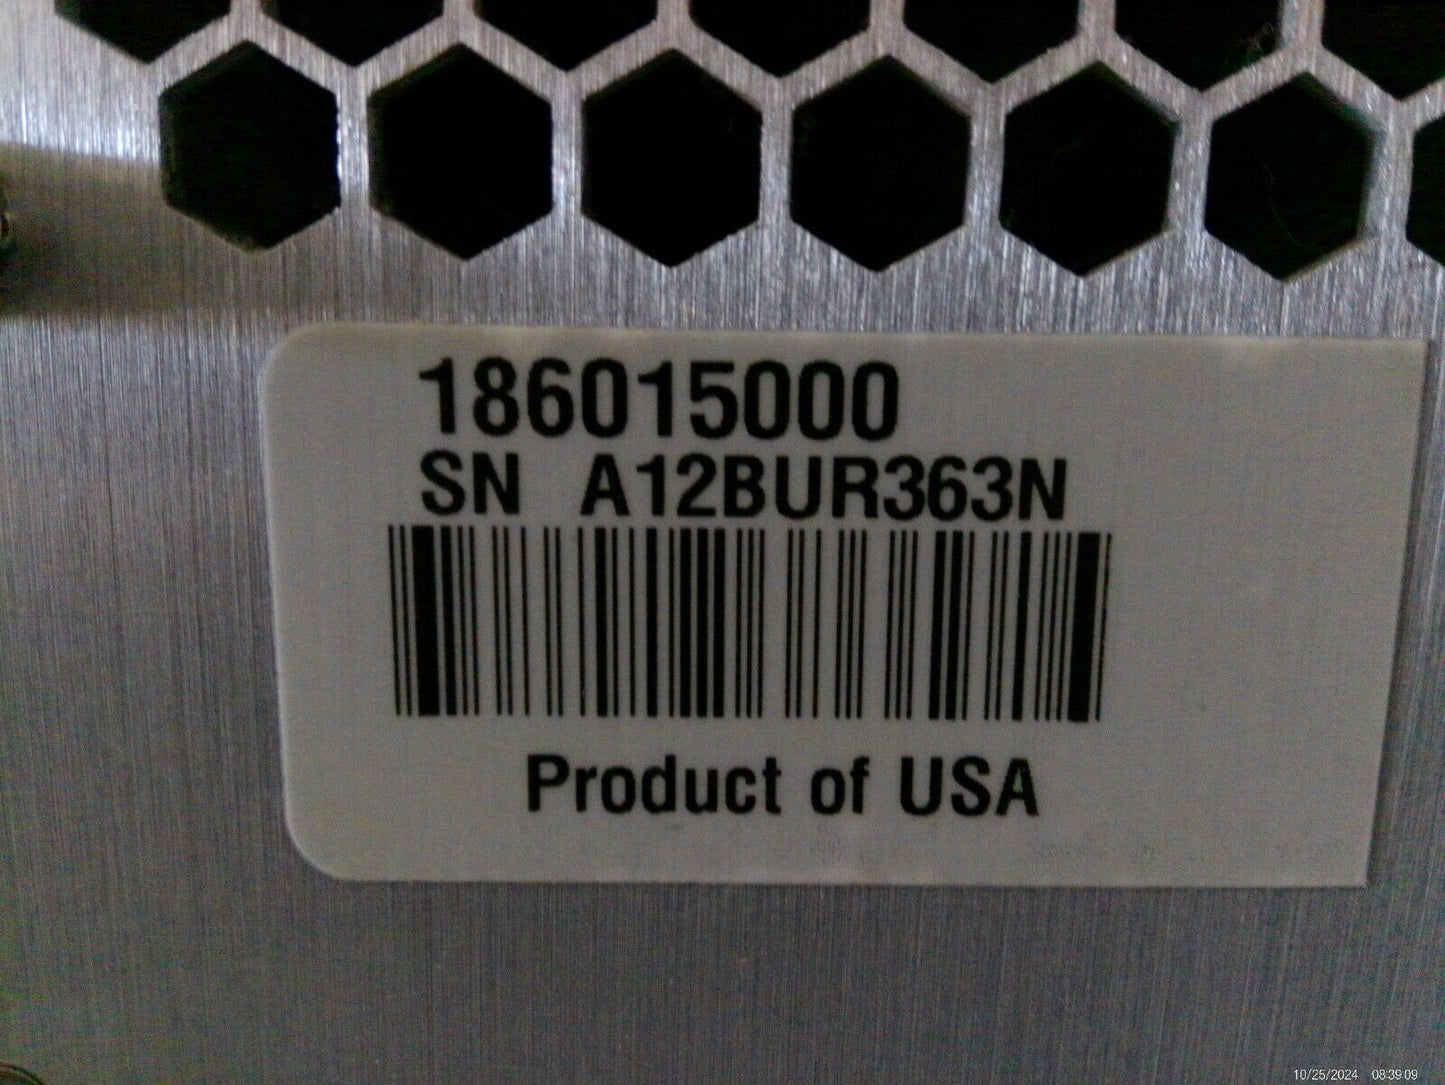 186015000
SN A12BUR363N
Product of USA
10/25/2024 08:39:09